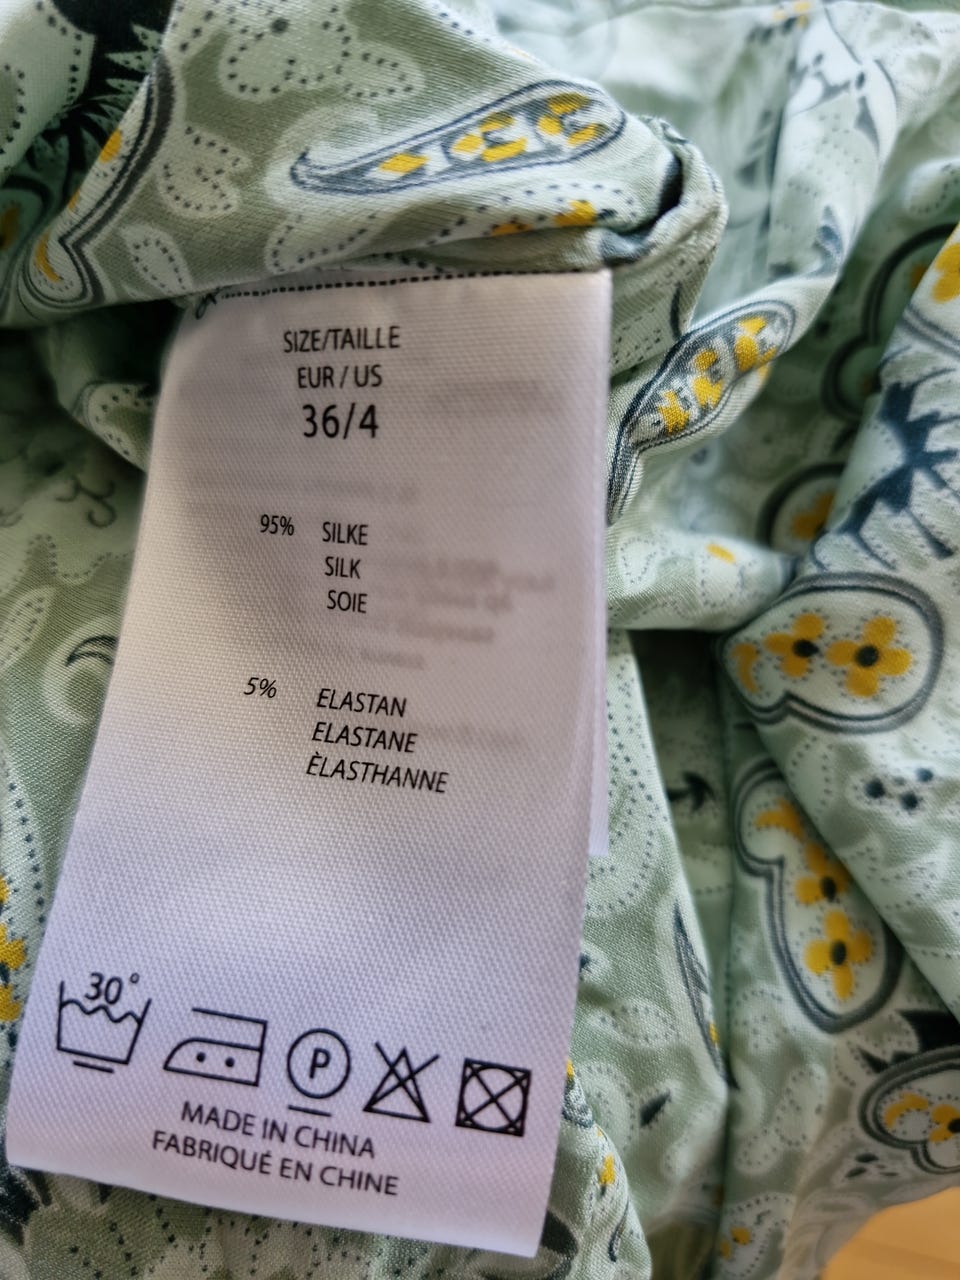 SIZE/TAILLE
EUR / US
36/4
95% SILKE
SILK
SOIE
5% ELASTAN
ELASTANE
ÈLASTHANNE
30°
P
MADE IN CHINA
FABRIQUÉ EN CHINE